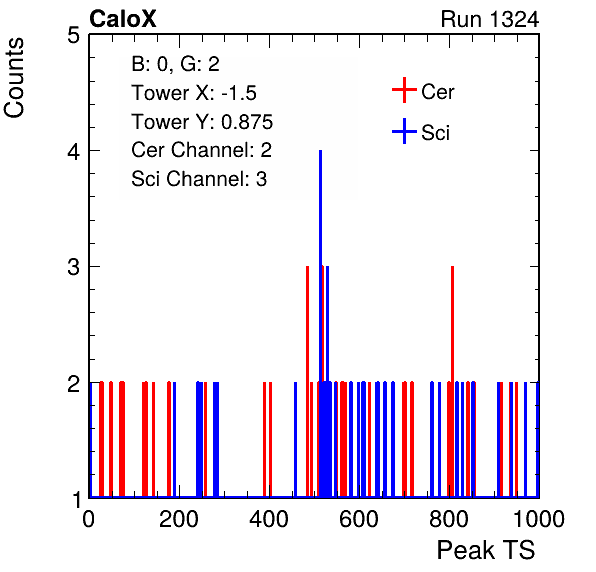 CaloX Run 1324
Counts
5
4
3
2
1
B: 0, G: 2
Tower X: -1.5
Tower Y: 0.875
Cer Channel: 2
Sci Channel: 3
Cer
Sci
0 200 400 600 800 1000
Peak TS